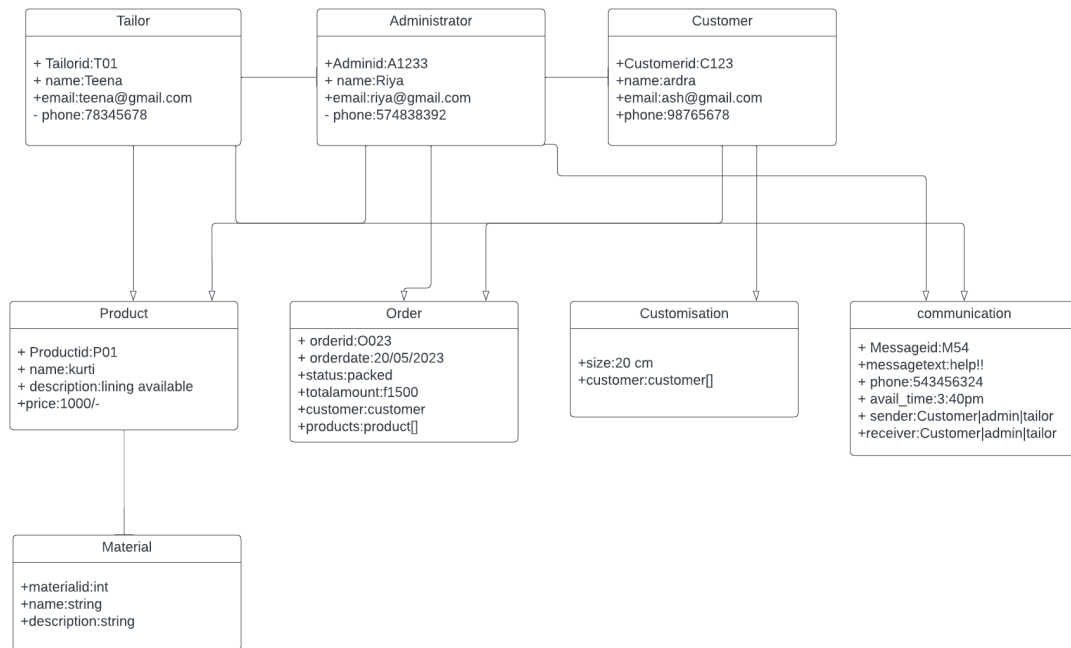 Tailor
+ Tailorid:T01
+ name:Teena
+email:teena@gmail.com
- phone:78345678
Administrator
+Adminid:A1233
+ name:Riya
+email:riya@gmail.com
- phone:574838392
Customer
+Customerid:C123
+name:ardra
+email:ash@gmail.com
+phone:98765678
Product
+ Productid:P01
+ name:kurti
+ description:lining available
+price:1000/-
Order
+ orderid:O023
+ orderdate:20/05/2023
+status:packed
+totalamount:f1500
+customer:customer
+products:product[]
Customisation
+size:20 cm
+customer:customer[]
communication
+ Messageid:M54
+messagetext:help!!
+ phone:543456324
+ avail_time:3:40pm
+ sender:Customer|admin|tailor
+receiver:Customer|admin|tailor
Material
+materialid:int
+name:string
+description:string